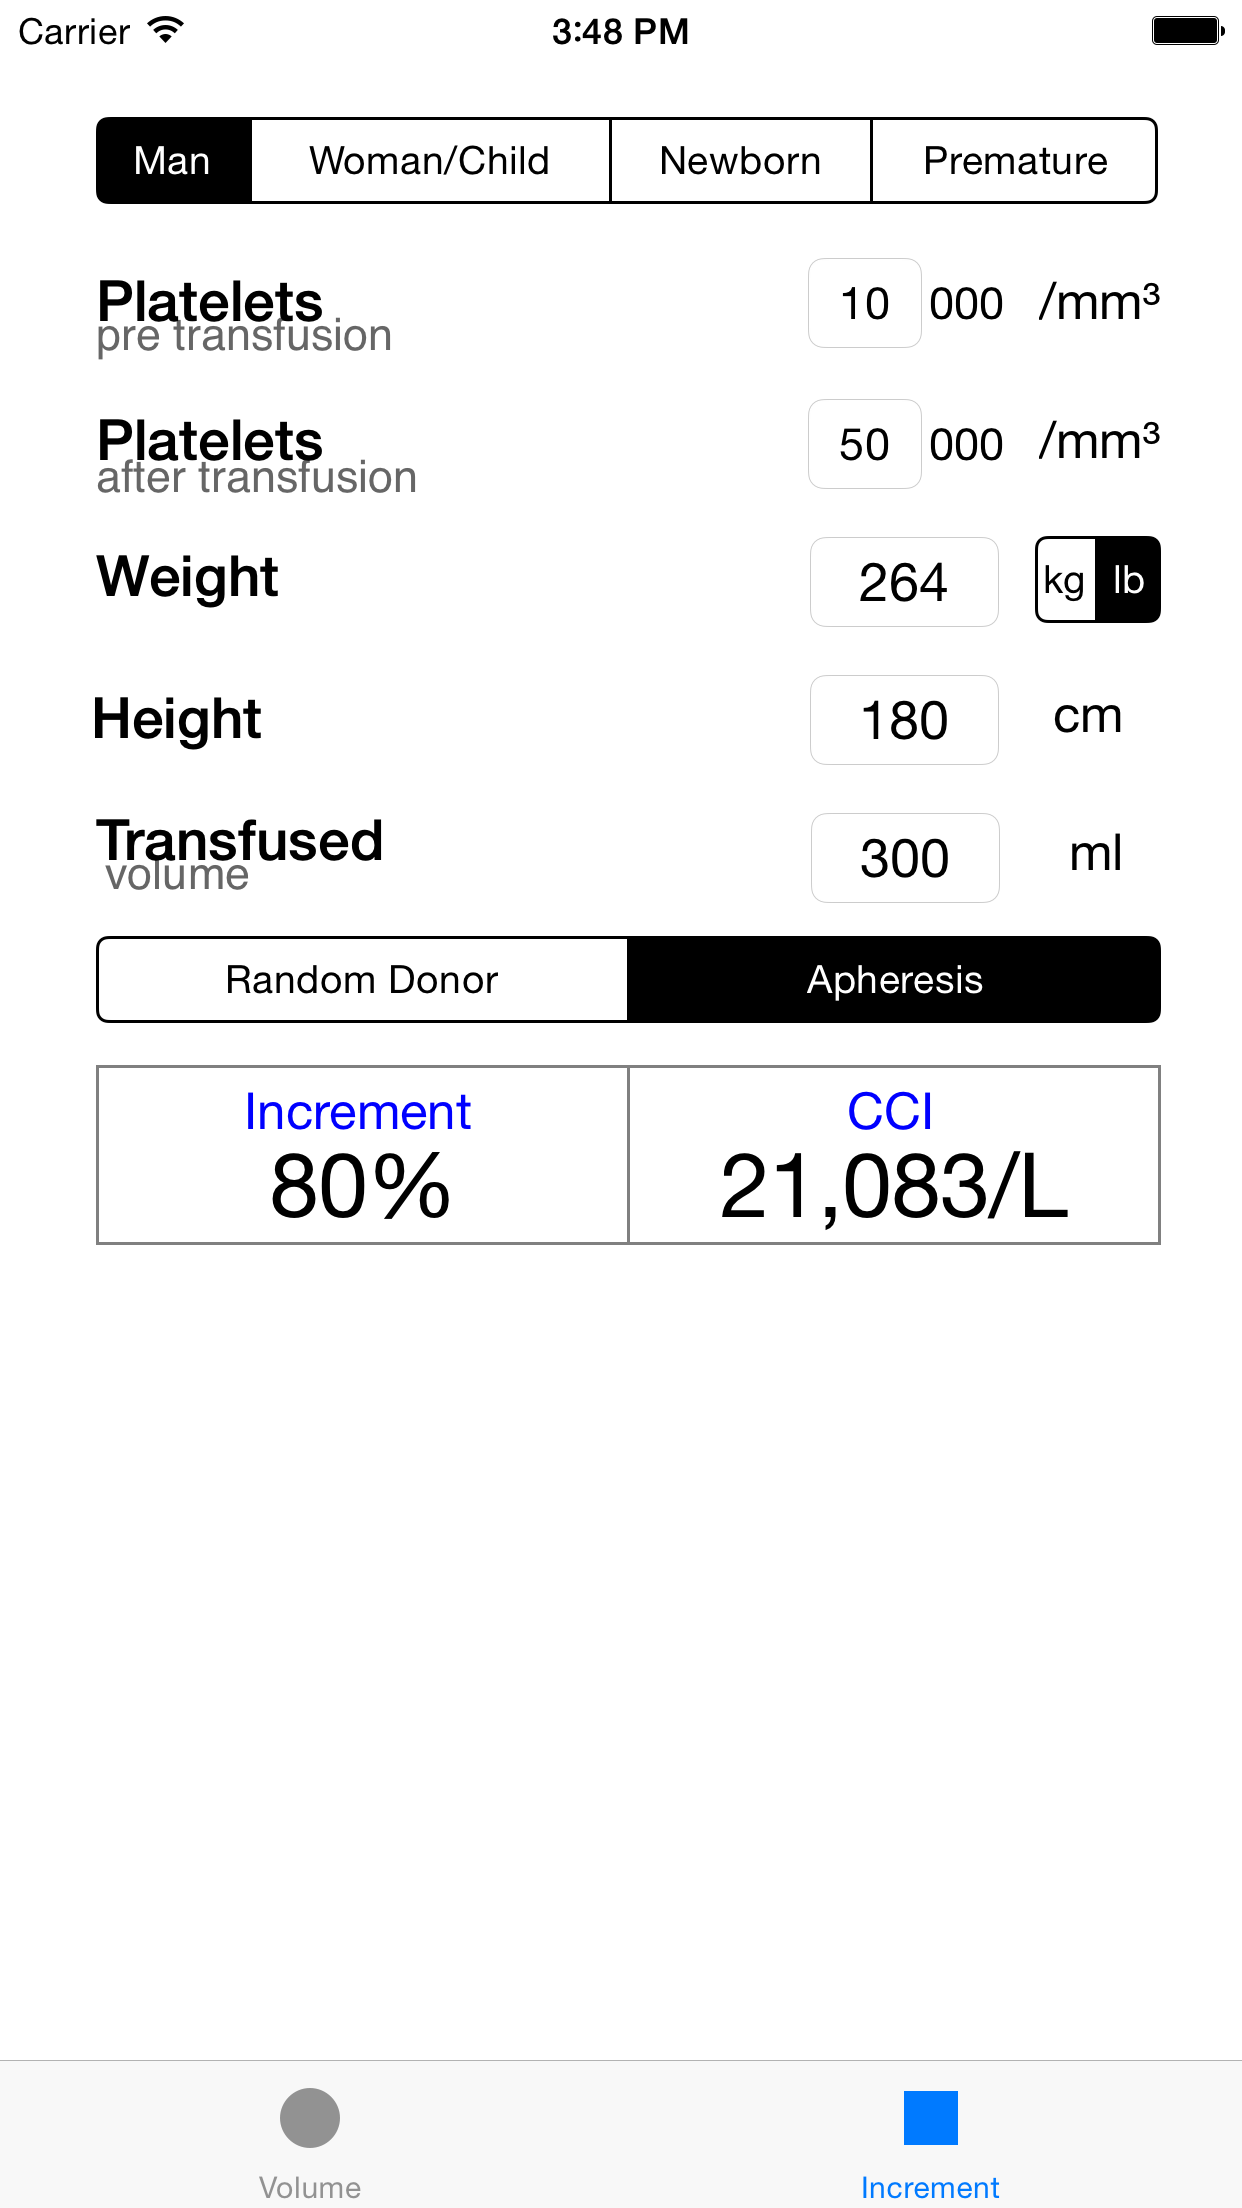 Carrier 3:48 PM
Man Woman/Child Newborn Premature
Platelets 10 000 /mm³
pre transfusion
Platelets 50 000 /mm³
after transfusion
Weight 264 kg lb
Height 180 cm
Transfused 300 ml
volume
Random Donor Apheresis
Increment CCI
80% 21,083/L
Volume Increment